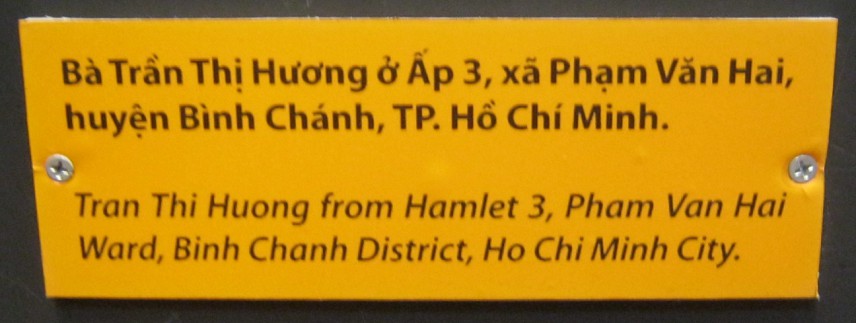 Bà Trần Thị Hương ở Ấp 3, xã Phạm Văn Hai,
huyện Bình Chánh, TP. Hồ Chí Minh.
Tran Thi Huong from Hamlet 3, Pham Van Hai
Ward, Binh Chanh District, Ho Chi Minh City.